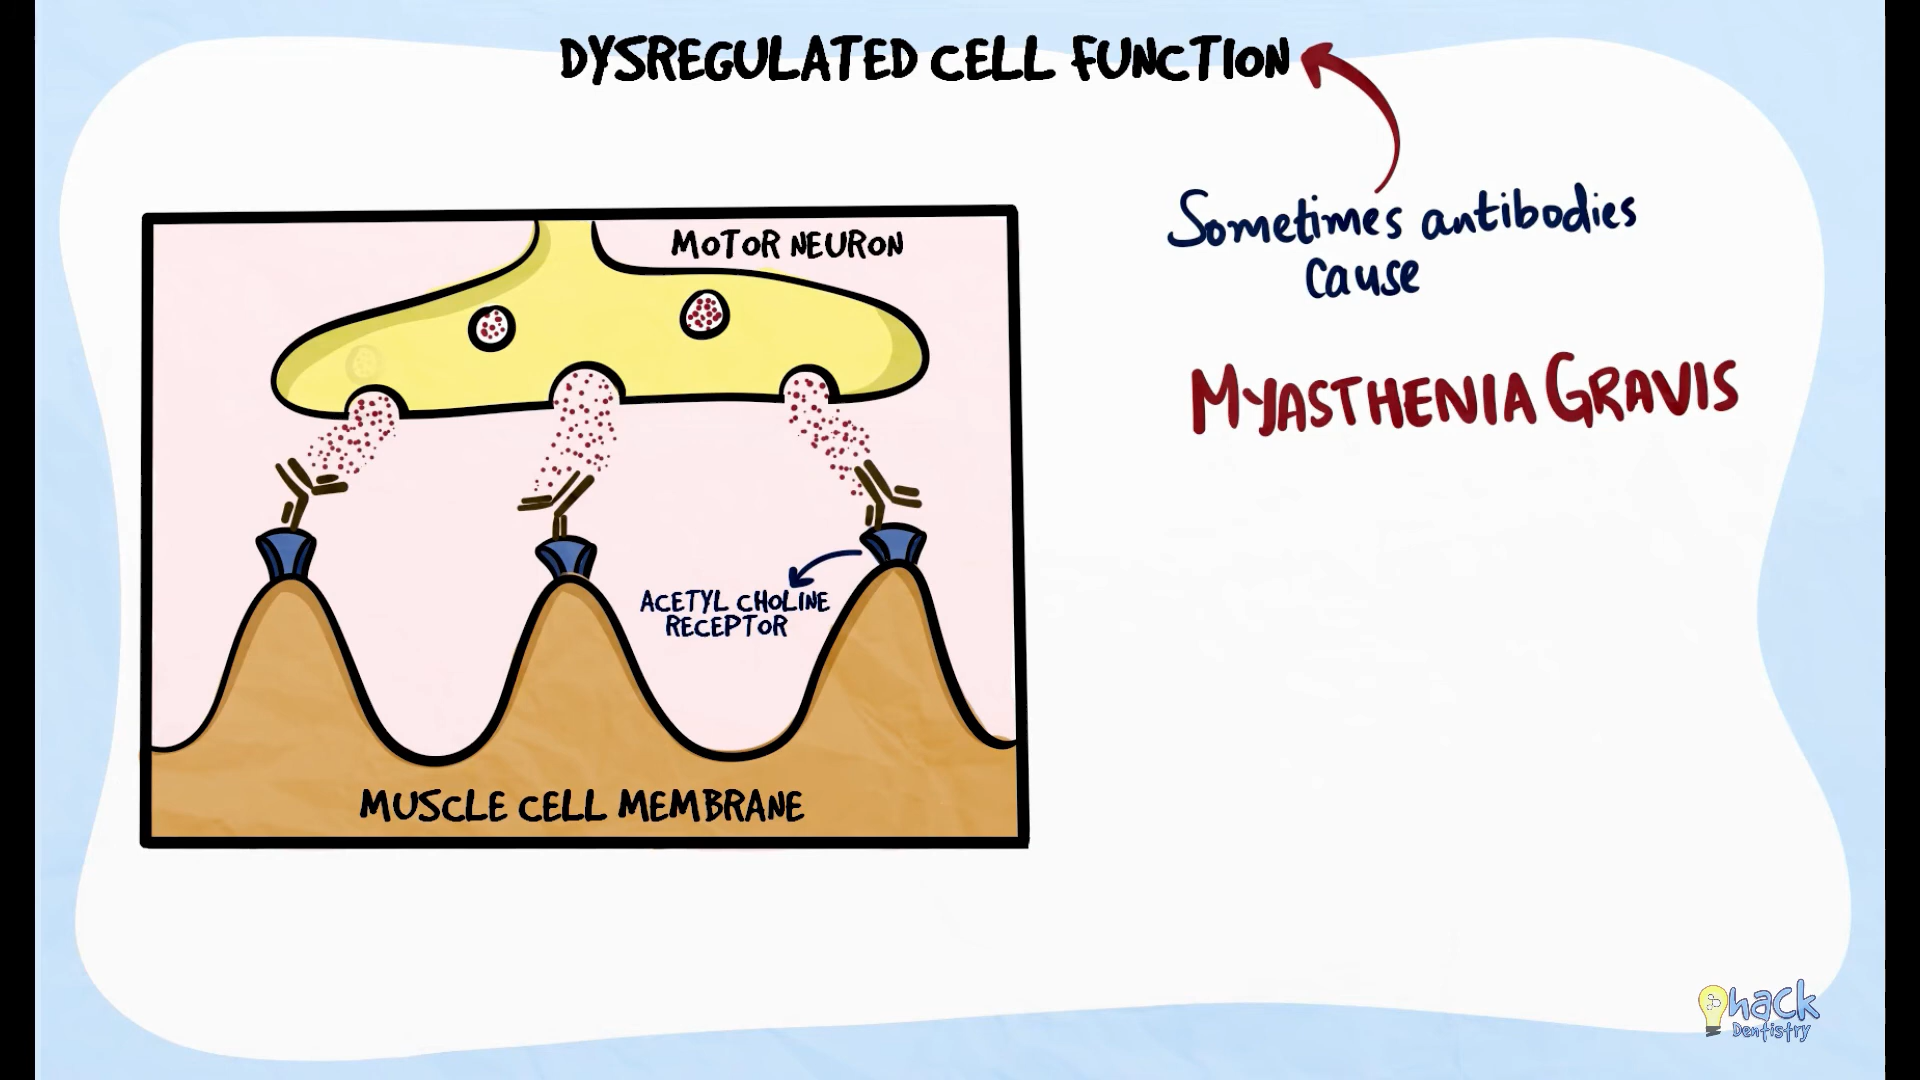 DYSREGULATED CELL FUNCTION
Sometimes antibodies
cause
MYASTHENIA GRAVIS
MOTOR NEURON
ACETYL CHOLINE
RECEPTOR
MUSCLE CELL MEMBRANE
hack
Dentistry